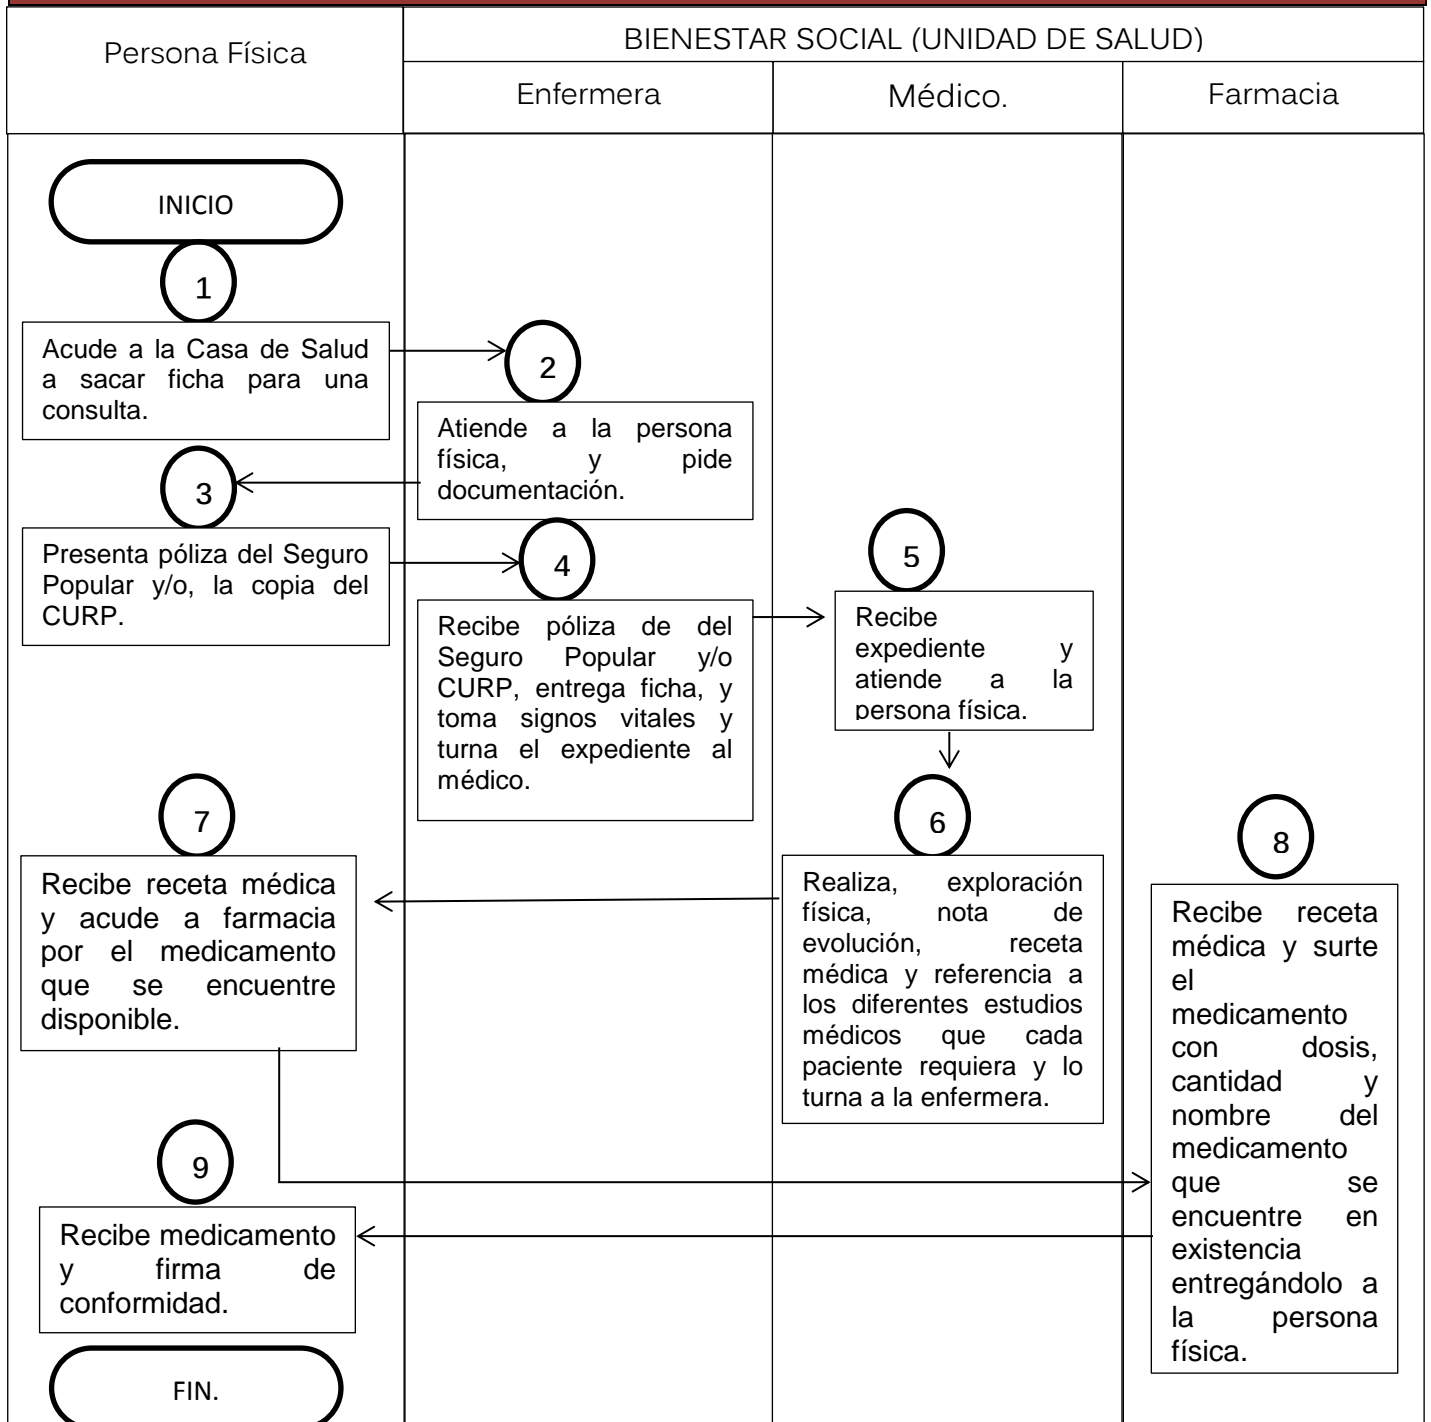 Persona Física
BIENESTAR SOCIAL (UNIDAD DE SALUD)
Enfermera
Médico.
Farmacia
INICIO
1
Acude a la Casa de Salud
a sacar ficha para una
consulta.
2
Atiende a la persona
física, y pide
documentación.
3
Presenta póliza del Seguro
Popular y/o, la copia del
CURP.
4
Recibe póliza de del
Seguro Popular y/o
CURP, entrega ficha, y
toma signos vitales y
turna el expediente al
médico.
5
Recibe
expediente y
atiende a la
persona física.
6
Realiza, exploración
física, nota de
evolución, receta
médica y referencia a
los diferentes estudios
médicos que cada
paciente requiera y lo
turna a la enfermera.
7
Recibe receta médica
y acude a farmacia
por el medicamento
que se encuentre
disponible.
8
Recibe receta
médica y surte
el
medicamento
con dosis,
cantidad y
nombre del
medicamento
que se
encuentre en
existencia
entregándolo a
la persona
física.
9
Recibe medicamento
y firma de
conformidad.
FIN.